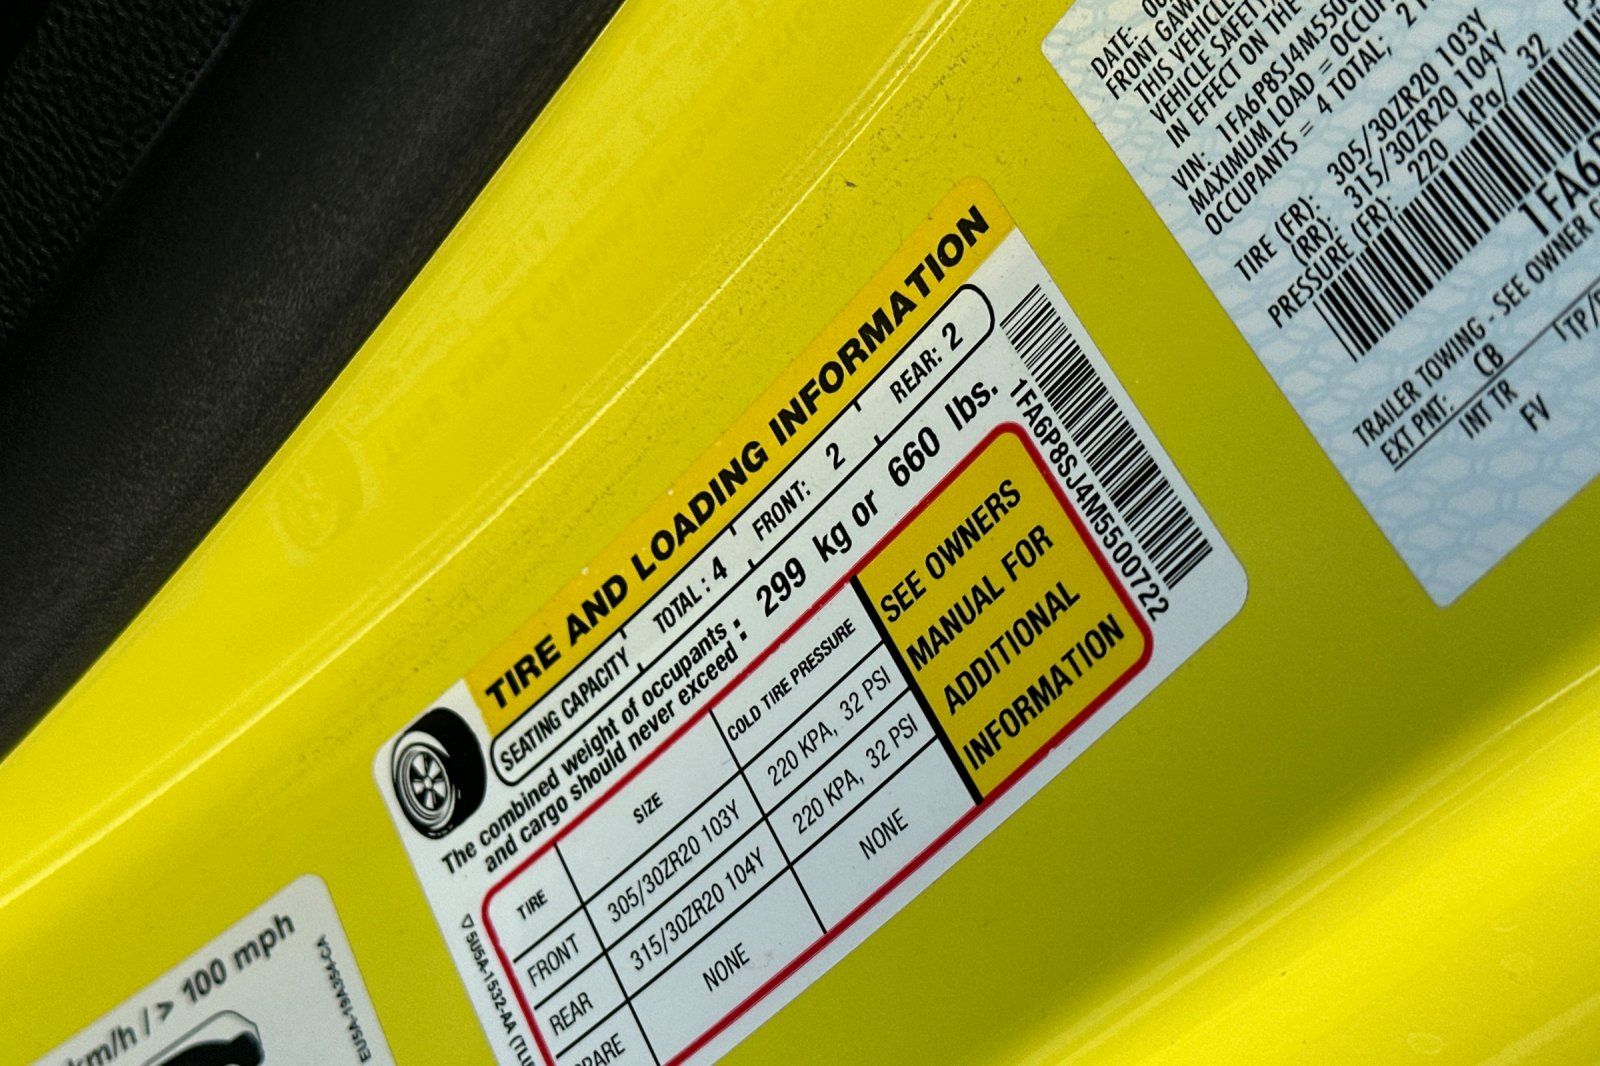 TIRE AND LOADING INFORMATION
SEATING CAPACITY TOTAL: 4 FRONT: 2 REAR: 2
The combined weight of occupants
and cargo should never exceed : 299 kg or 660 lbs.
TIRE SIZE COLD TIRE PRESSURE
FRONT 305/30ZR20 103Y 220 KPA, 32 PSI
REAR 315/30ZR20 104Y 220 KPA, 32 PSI
NONE NONE
SEE OWNERS
MANUAL FOR
ADDITIONAL
INFORMATION
1FA6P8SJ4M5500722
5U5A-1532-AA
DATE:
FRONT
THIS VEHICLE
VEHICLE SAFETY
IN EFFECT ON THE
VIN:
MAXIMUM LOAD =
OCCUPANTS = 4 TOTAL; 2
TIRE (FR): 305/30ZR20 103Y
(RR): 315/30ZR20 104Y
PRESSURE (FR): 220 kPa/ 32
TRAILER TOWING - SEE OWNER
EXT PNT: CB
INT TR
FV
km/h / > 100 mph